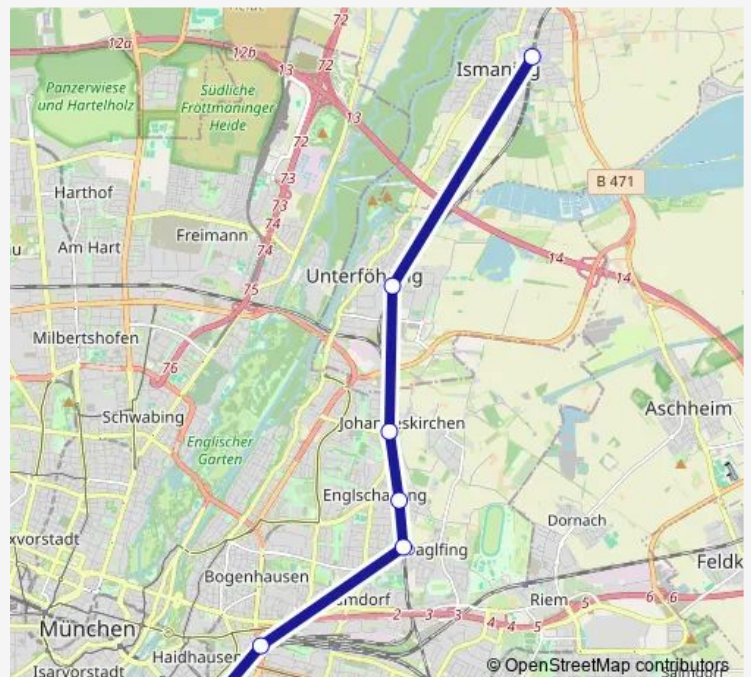 72
12a
12b
13
72
Ismaning
Panzerwiese
und Hartelholz
Südliche
Fröttmaninger
Heide
13
72
B 471
Harthof
73
73
74
Am Hart
Freimann
74
14
14
Unterföhring
75
Milbertshofen
76
Aschheim
Schwabing
Johanneskirchen
Englischer
Garten
Englschalking
Dornach
xvorstadt
Daglfing
Feldk
Bogenhausen
mdorf
2
3
3
4
4
5
Riem
5
6
6
München
Haidhausen
Isarvorstadt
© OpenStreetMap contributors